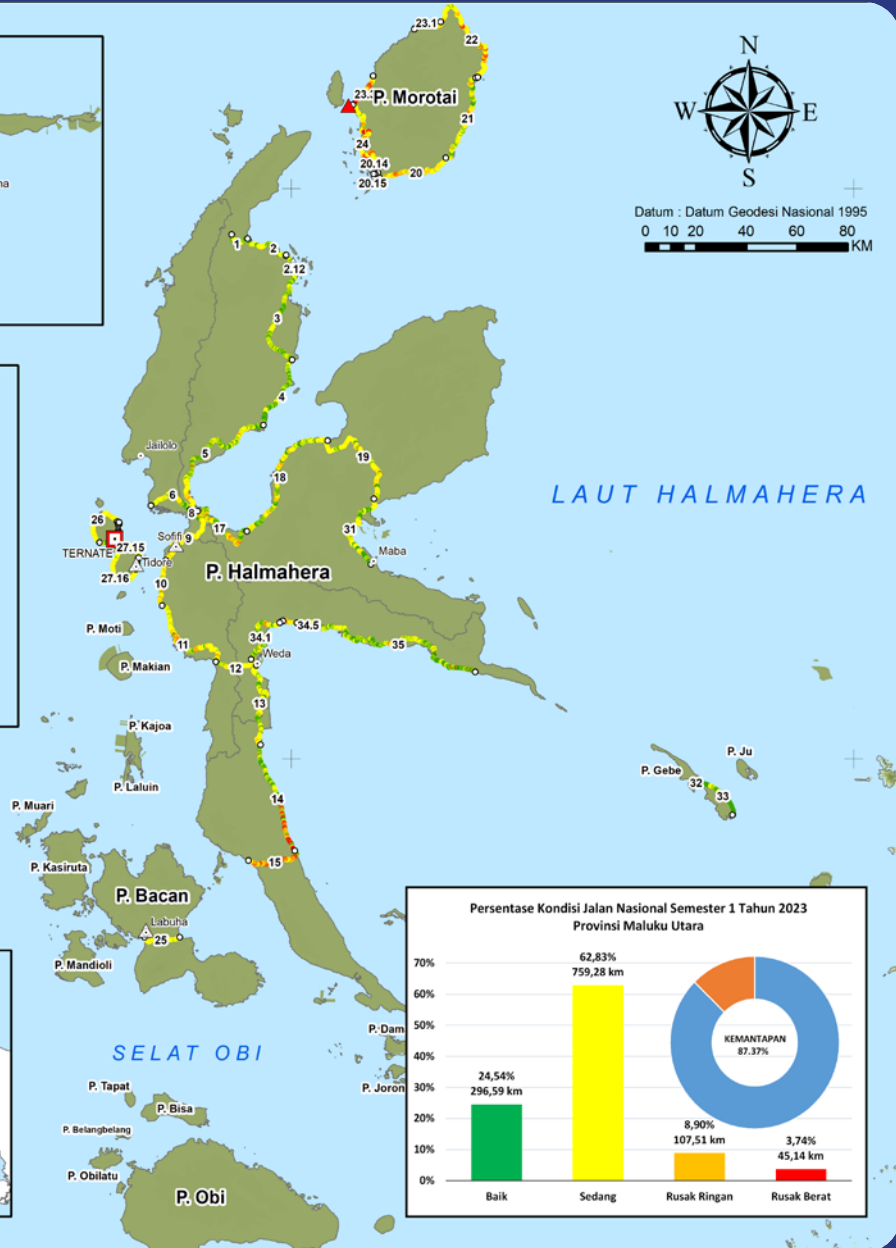 23.1
22
N
P. Morotai
W
E
21
24
S
20.14
20
20.15
Datum : Datum Geodesi Nasional 1995
0 10 20 40 60 80
KM
1
2
2.12
3
4
Jailolo
5
19
18
6
LAUT HALMAHERA
8
26
17
31
Sofifi
9
TERNATE
27.15
Maba
Tidore
27.16
P. Halmahera
10
P. Moti
34.5
34.1
11
35
Weda
P. Makian
12
13
P. Kajoa
P. Ju
P. Gebe
32
P. Laluin
33
14
P. Muari
15
P. Kasiruta
P. Bacan
Labuha
25
P. Mandioli
SELAT OBI
P. Dam
P. Tapat
P. Joron
P. Bisa
P. Belangbelang
P. Obilatu
P. Obi
Persentase Kondisi Jalan Nasional Semester 1 Tahun 2023
Provinsi Maluku Utara
70%
60%
50%
40%
30%
20%
10%
0%
62,83%
759,28 km
KEMANTAPAN
87.37%
24,54%
296,59 km
8,90%
107,51 km
3,74%
45,14 km
Baik
Sedang
Rusak Ringan
Rusak Berat